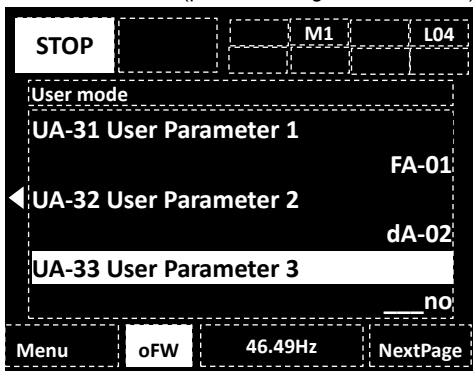 STOP M1 L04
User mode
UA-31 User Parameter 1
FA-01
UA-32 User Parameter 2
dA-02
UA-33 User Parameter 3
___no
Menu oFW 46.49Hz NextPage